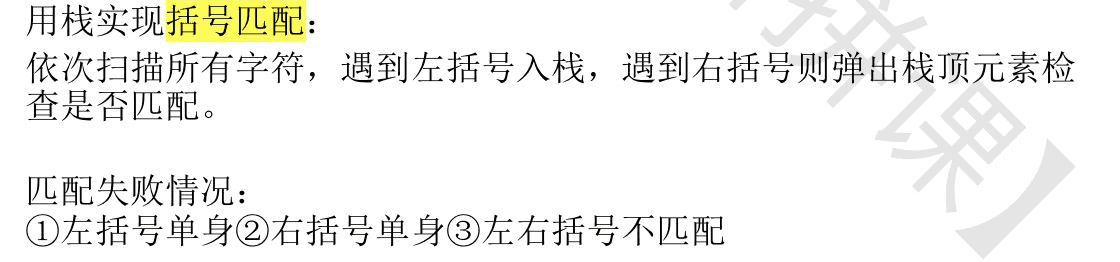 用栈实现括号匹配：
依次扫描所有字符，遇到左括号入栈，遇到右括号则弹出栈顶元素检
查是否匹配。
匹配失败情况：
①左括号单身②右括号单身③左右括号不匹配
拼课】